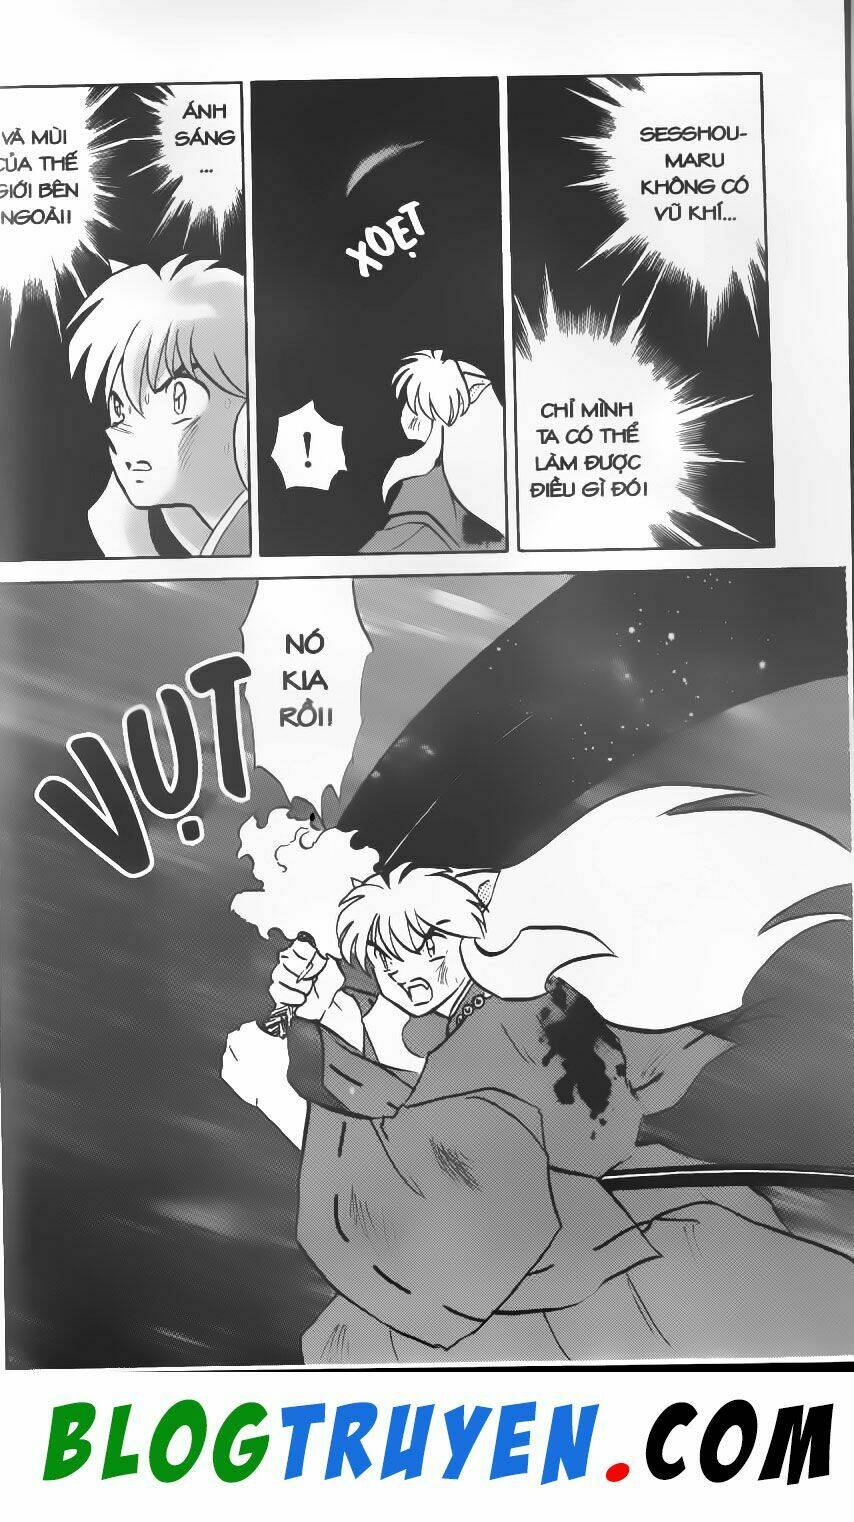 SESSHOU-
MARU
KHÔNG CÓ
VŨ KHÍ...
CHỈ MÌNH
TA CÓ THỂ
LÀM ĐƯỢC
ĐIỀU GÌ ĐÓ!
XOẸT
!
ÁNH
SÁNG
...
VÀ MÙI
CỦA THẾ
GIỚI BÊN
NGOÀI!
NÓ
KIA
RỒI!
VỤT
BLOGTRUYEN.COM